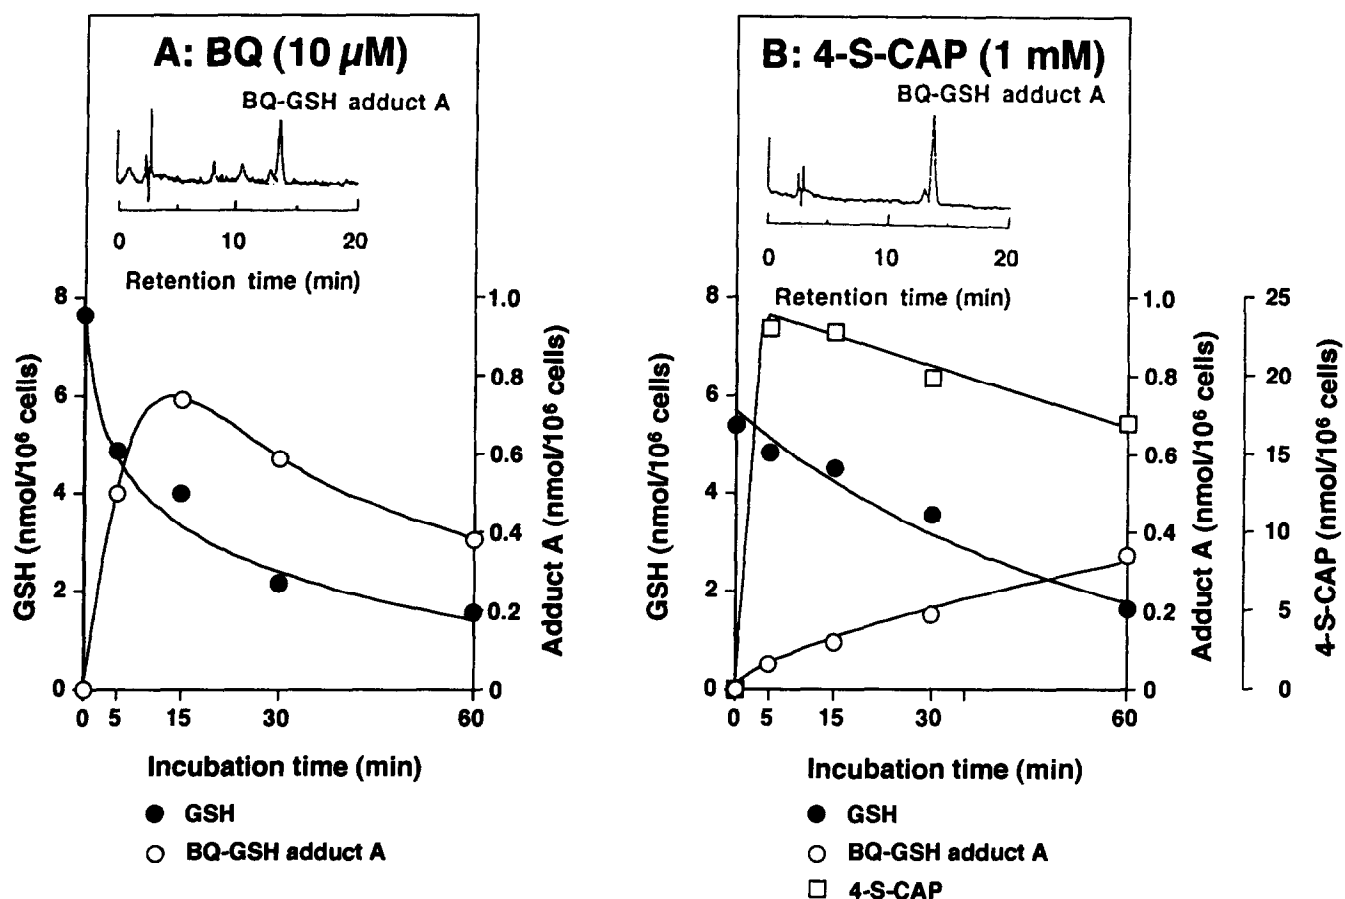 A: BQ (10 µM)
BQ-GSH adduct A
0 10 20
Retention time (min)
8
6
4
2
0
GSH (nmol/10⁶ cells)
1.0
0.8
0.6
0.4
0.2
0
Adduct A (nmol/10⁶ cells)
0 5 15 30 60
Incubation time (min)
GSH
BQ-GSH adduct A
B: 4-S-CAP (1 mM)
BQ-GSH adduct A
0 10 20
Retention time (min)
8
6
4
2
0
GSH (nmol/10⁶ cells)
1.0
0.8
0.6
0.4
0.2
0
Adduct A (nmol/10⁶ cells)
25
20
15
10
5
0
4-S-CAP (nmol/10⁶ cells)
0 5 15 30 60
Incubation time (min)
GSH
BQ-GSH adduct A
4-S-CAP